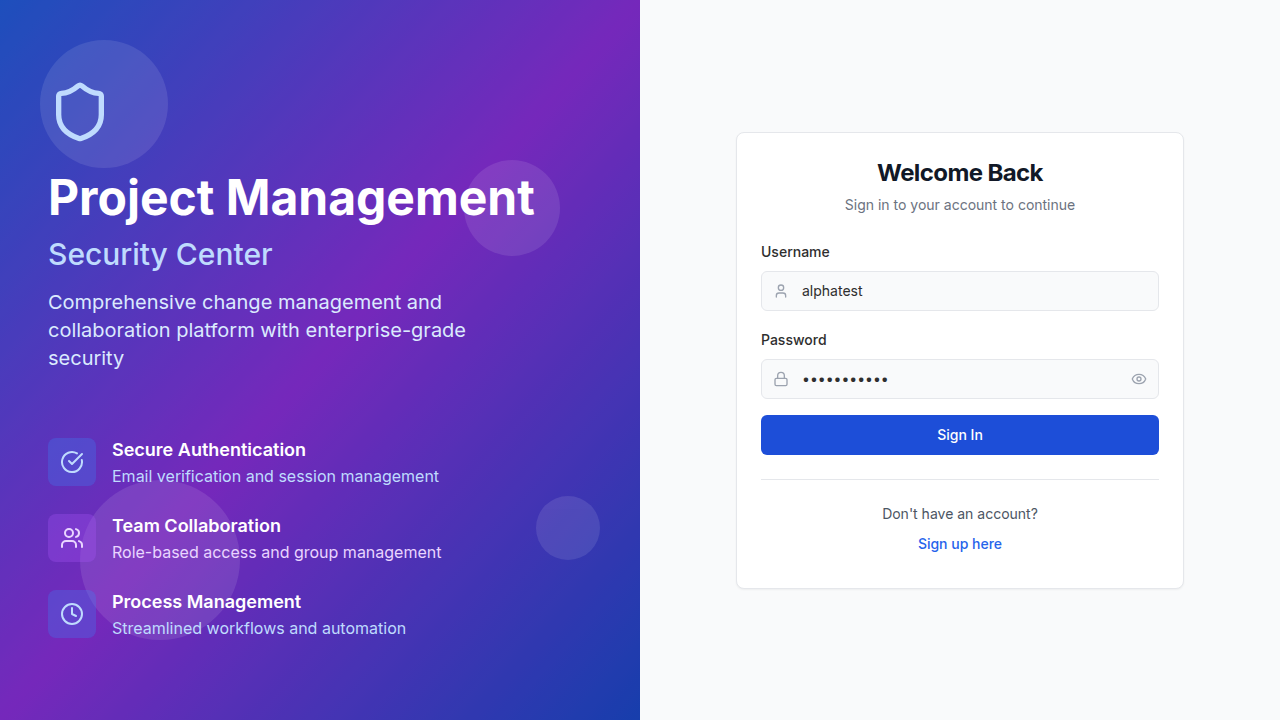 Project Management
Security Center
Comprehensive change management and
collaboration platform with enterprise-grade
security
Secure Authentication
Email verification and session management
Team Collaboration
Role-based access and group management
Process Management
Streamlined workflows and automation
Welcome Back
Sign in to your account to continue
Username
alphatest
Password
•••••••••••
Sign In
Don't have an account?
Sign up here